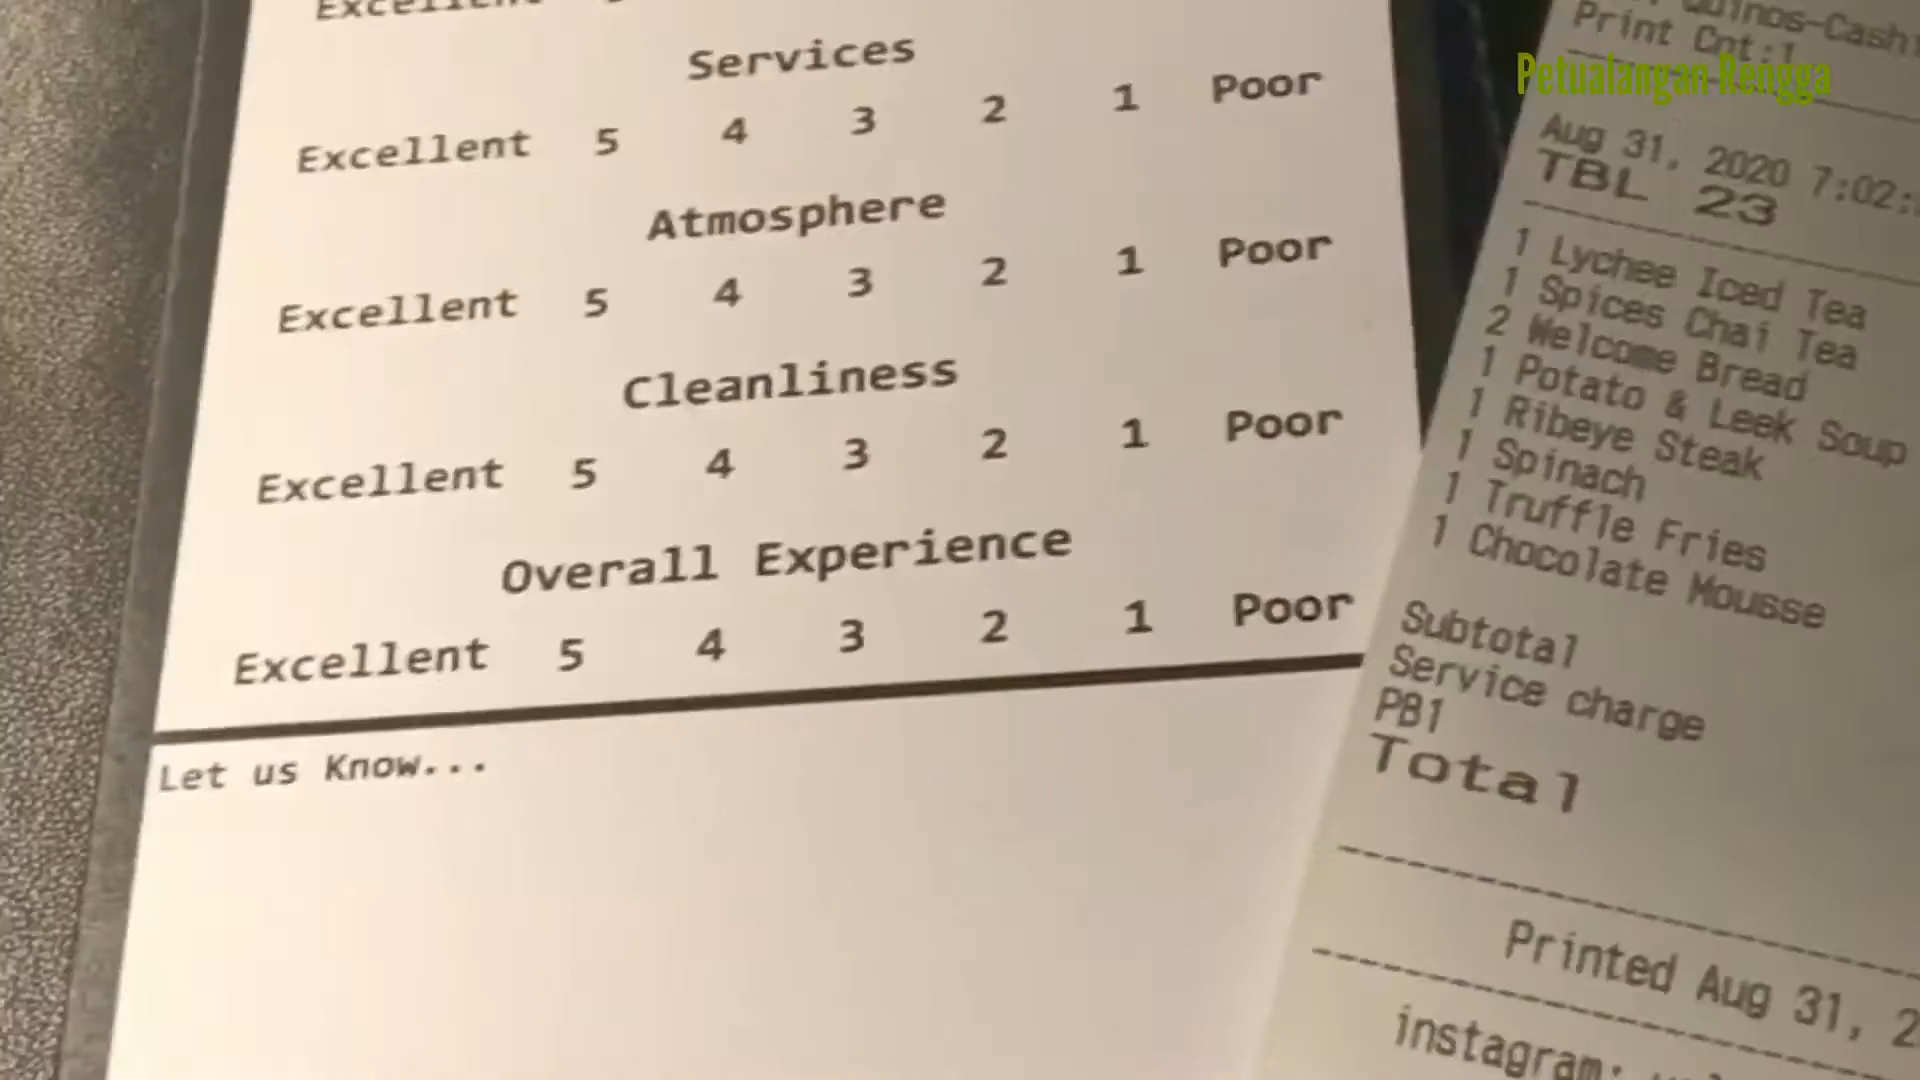 Excellent
Services
Excellent 5 4 3 2 1 Poor
Atmosphere
Excellent 5 4 3 2 1 Poor
Cleanliness
Excellent 5 4 3 2 1 Poor
Overall Experience
Excellent 5 4 3 2 1 Poor
Let us Know...
Print Cnt:1
Petualangan Rengga
Aug 31, 2020 7:02:
TBL 23
1 Lychee Iced Tea
1 Spices Chai Tea
2 Welcome Bread
1 Potato & Leek Soup
1 Ribeye Steak
1 Spinach
1 Truffle Fries
1 Chocolate Mousse
Subtotal
Service charge
PB1
Total
Printed Aug 31, 2
instagram: